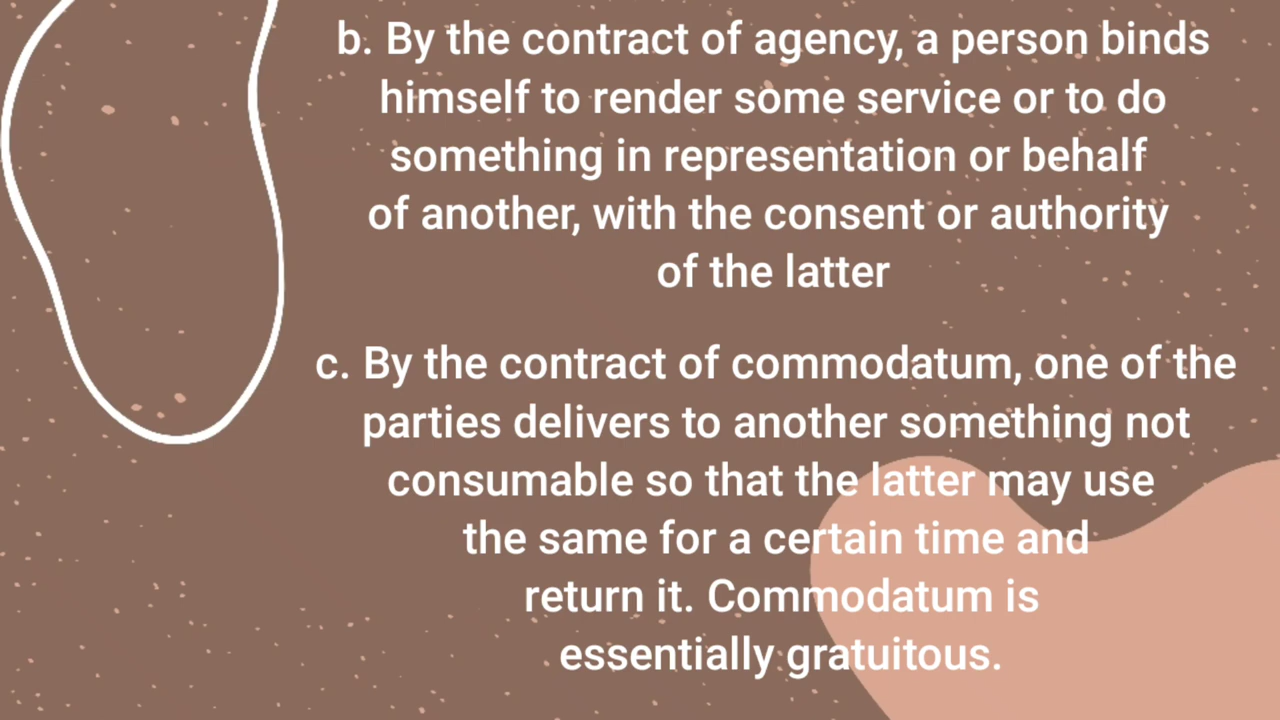 b. By the contract of agency, a person binds
himself to render some service or to do
something in representation or behalf
of another, with the consent or authority
of the latter
c. By the contract of commodatum, one of the
parties delivers to another something not
consumable so that the latter may use
the same for a certain time and
return it. Commodatum is
essentially gratuitous.